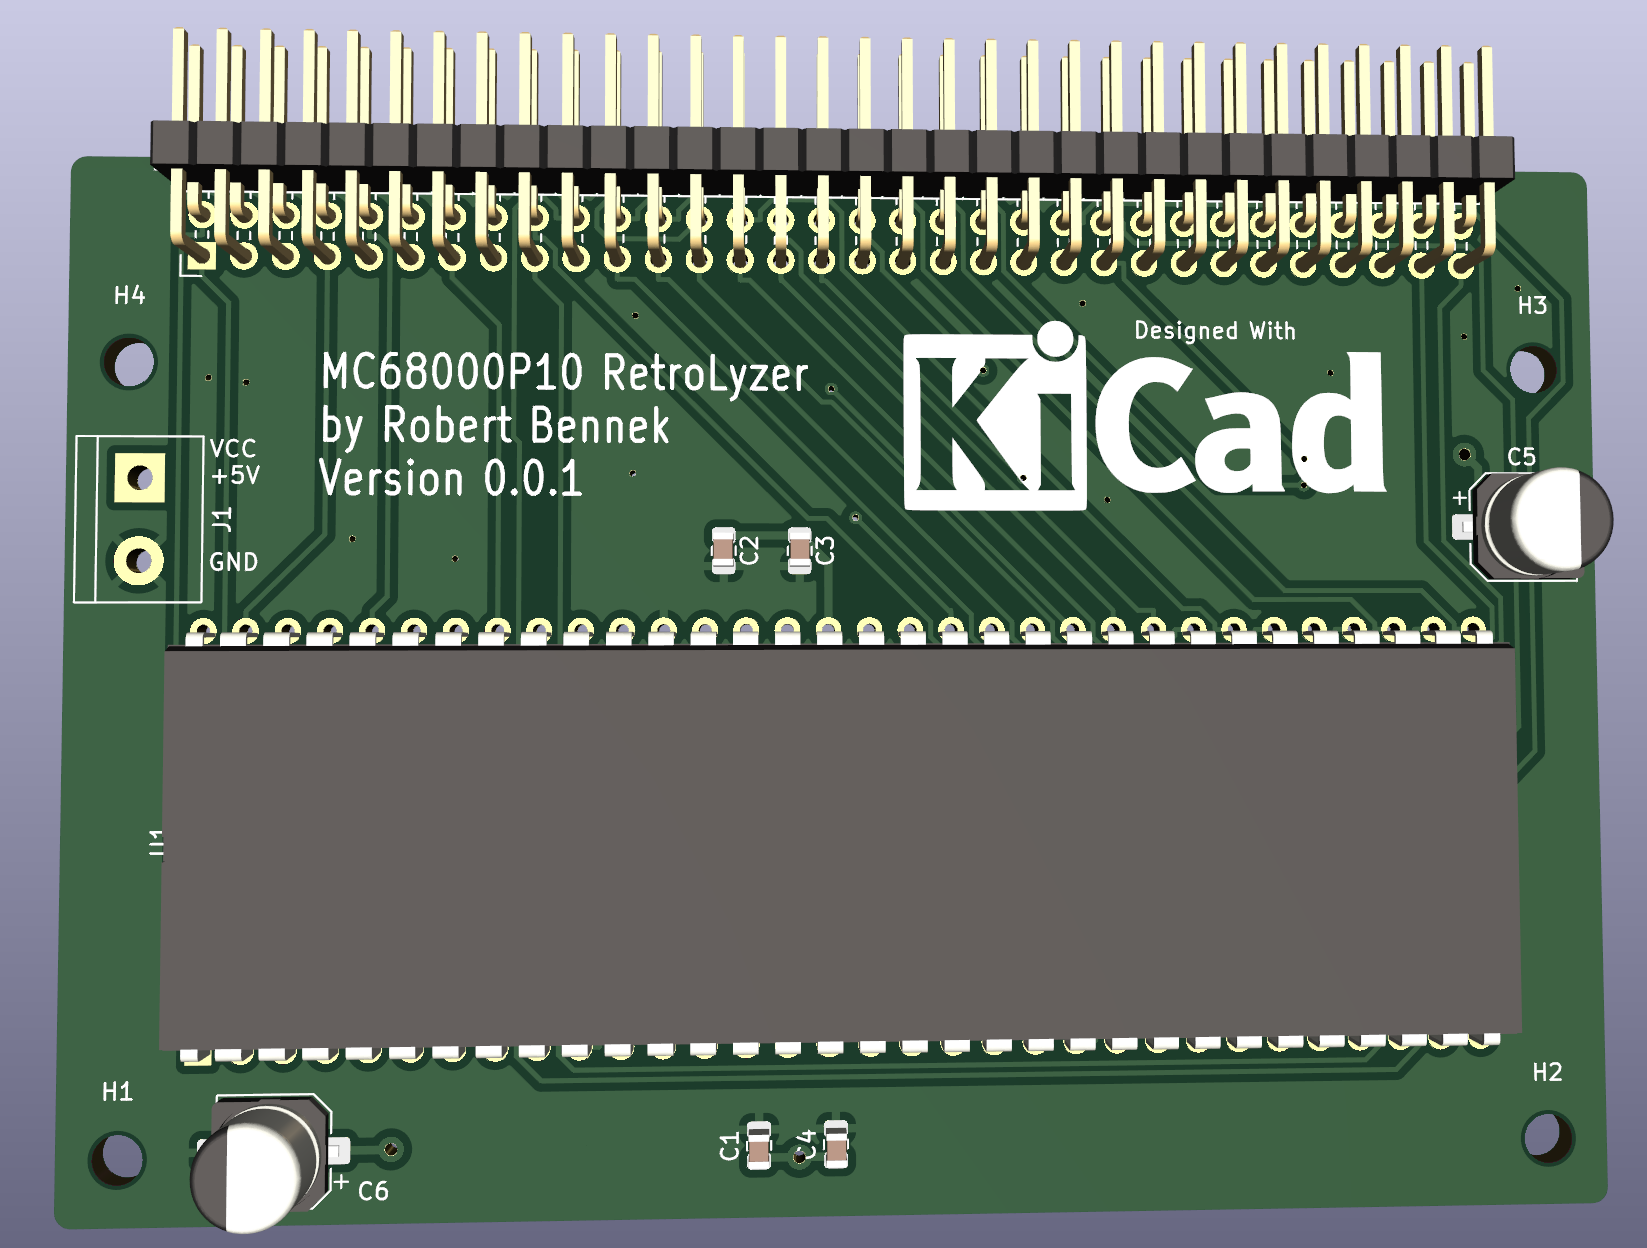 H4
H3
Designed With
KiCad
MC68000P10 RetroLyzer
by Robert Bennek
Version 0.0.1
VCC
+5V
J1
GND
C5
+
C2
C3
U1
H1
H2
C1
C4
+
C6